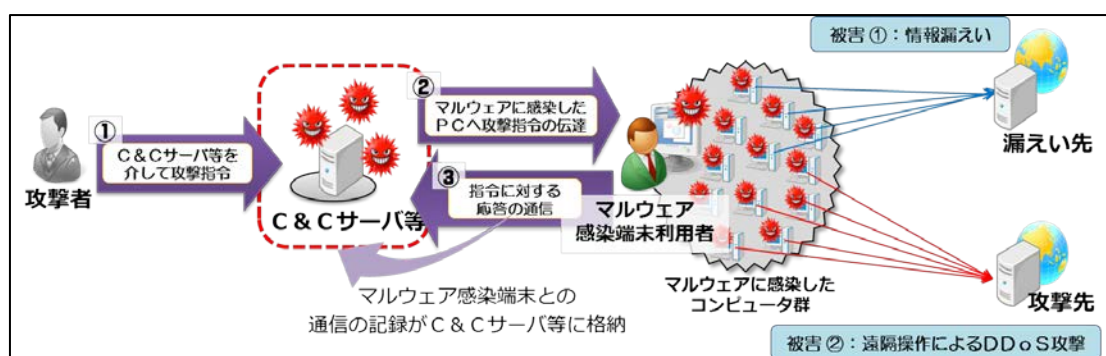 被害①：情報漏えい
①
C&Cサーバ等を
介して攻撃指令
攻撃者
C&Cサーバ等
②
マルウェアに感染した
PCへ攻撃指令の伝達
③
指令に対する
応答の通信
マルウェア
感染端末利用者
マルウェア感染端末との
通信の記録がC&Cサーバ等に格納
マルウェアに感染した
コンピュータ群
漏えい先
攻撃先
被害②：遠隔操作によるDDoS攻撃